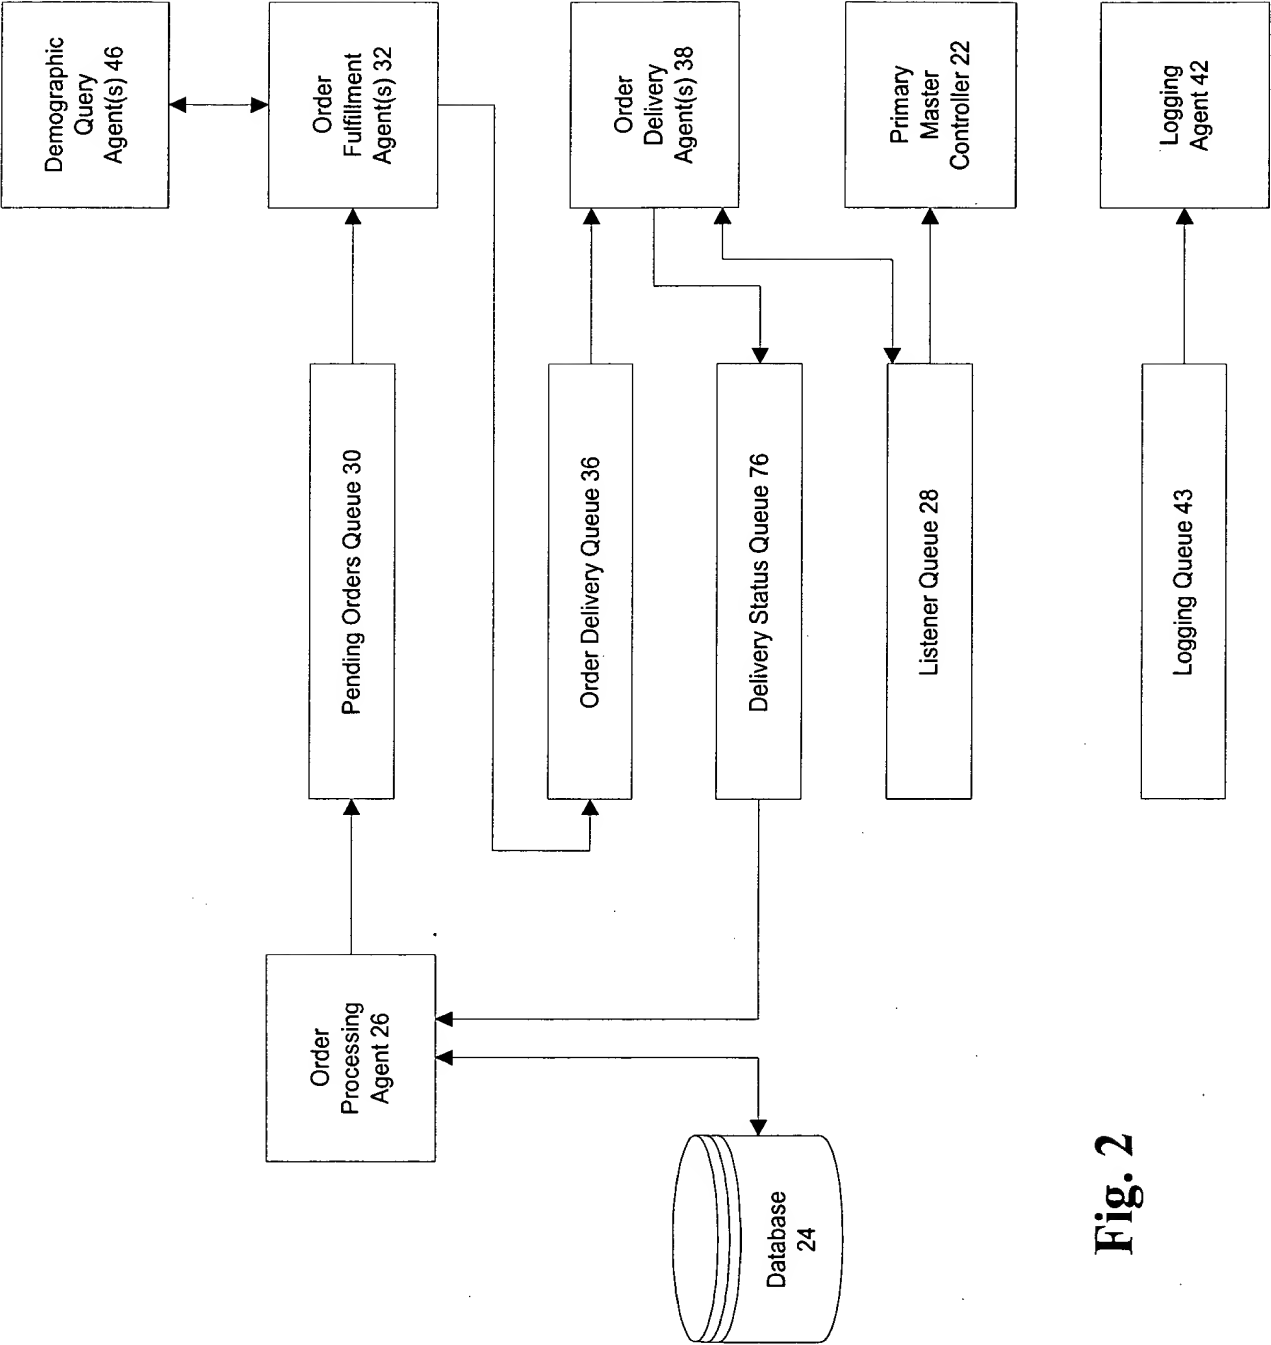 Demographic
Query
Agent(s) 46
Order
Fulfillment
Agent(s) 32
Order
Delivery
Agent(s) 38
Primary
Master
Controller 22
Logging
Agent 42
Pending Orders Queue 30
Order Delivery Queue 36
Delivery Status Queue 76
Listener Queue 28
Logging Queue 43
Order
Processing
Agent 26
Database
24
Fig. 2